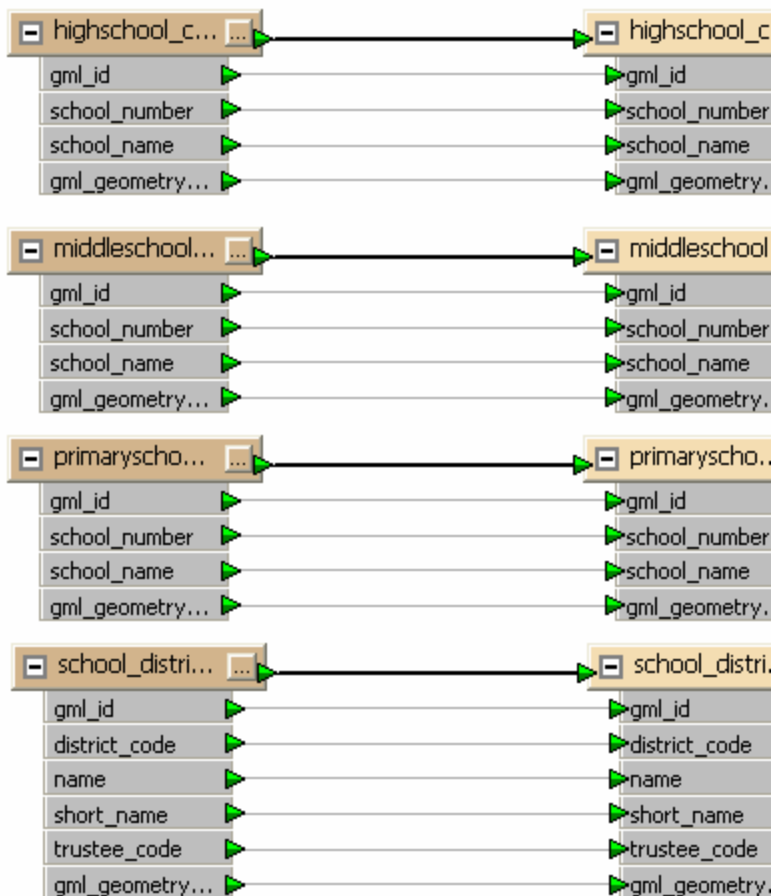 highschool_c... ... highschool_c
gml_id gml_id
school_number school_number
school_name school_name
gml_geometry... gml_geometry.
middleschool... ... middleschool
gml_id gml_id
school_number school_number
school_name school_name
gml_geometry... gml_geometry.
primaryscho... ... primaryscho..
gml_id gml_id
school_number school_number
school_name school_name
gml_geometry... gml_geometry.
school_distri... ... school_distri.
gml_id gml_id
district_code district_code
name name
short_name short_name
trustee_code trustee_code
gml_geometry... gml_geometry.